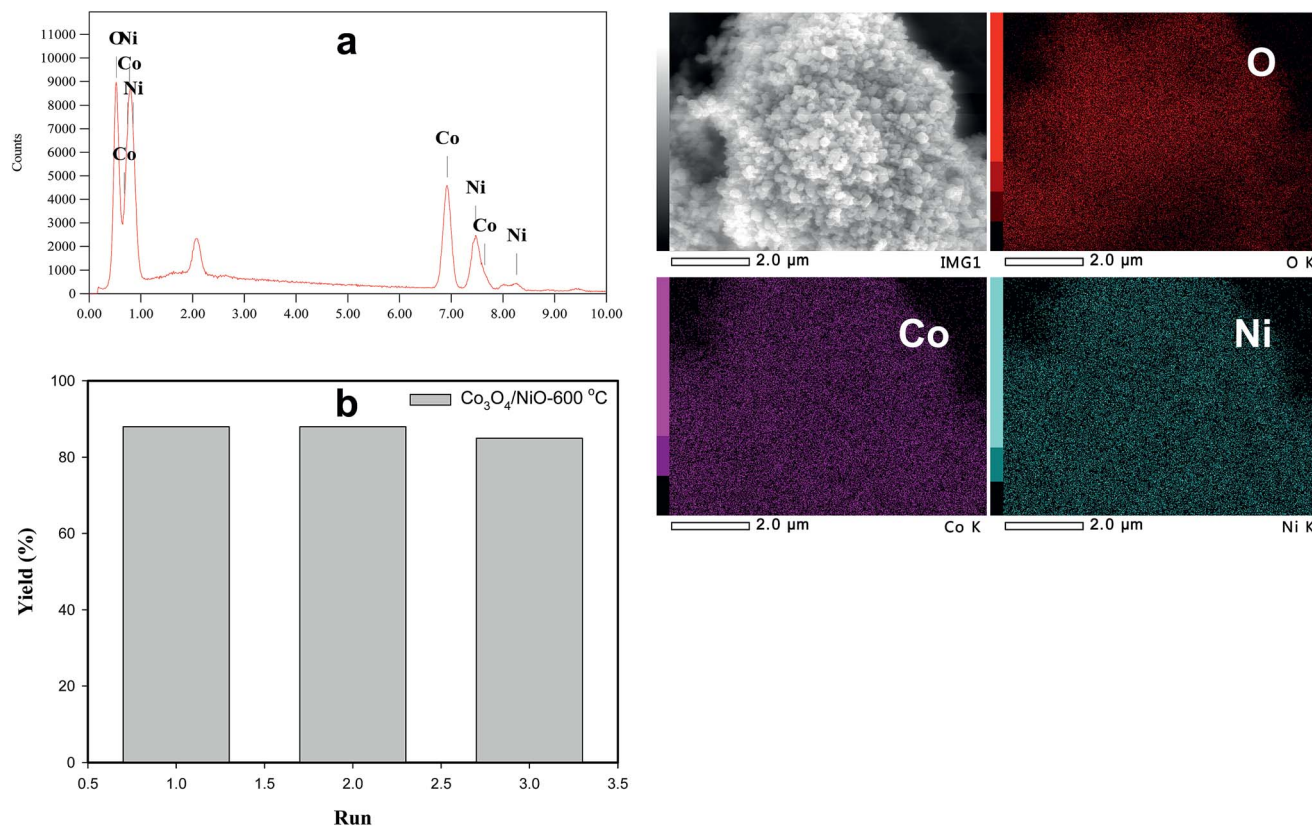 a
11000
10000
9000
8000
7000
6000
5000
4000
3000
2000
1000
0
Counts
O Ni
Co
Ni
Co
Co
Ni
Co
Ni
0.00 1.00 2.00 3.00 4.00 5.00 6.00 7.00 8.00 9.00 10.00
b
Co₃O₄/NiO-600 °C
100
80
60
40
20
0
Yield (%)
0.5 1.0 1.5 2.0 2.5 3.0 3.5
Run
2.0 µm IMG1
O
2.0 µm O K
Co
2.0 µm Co K
Ni
2.0 µm Ni K